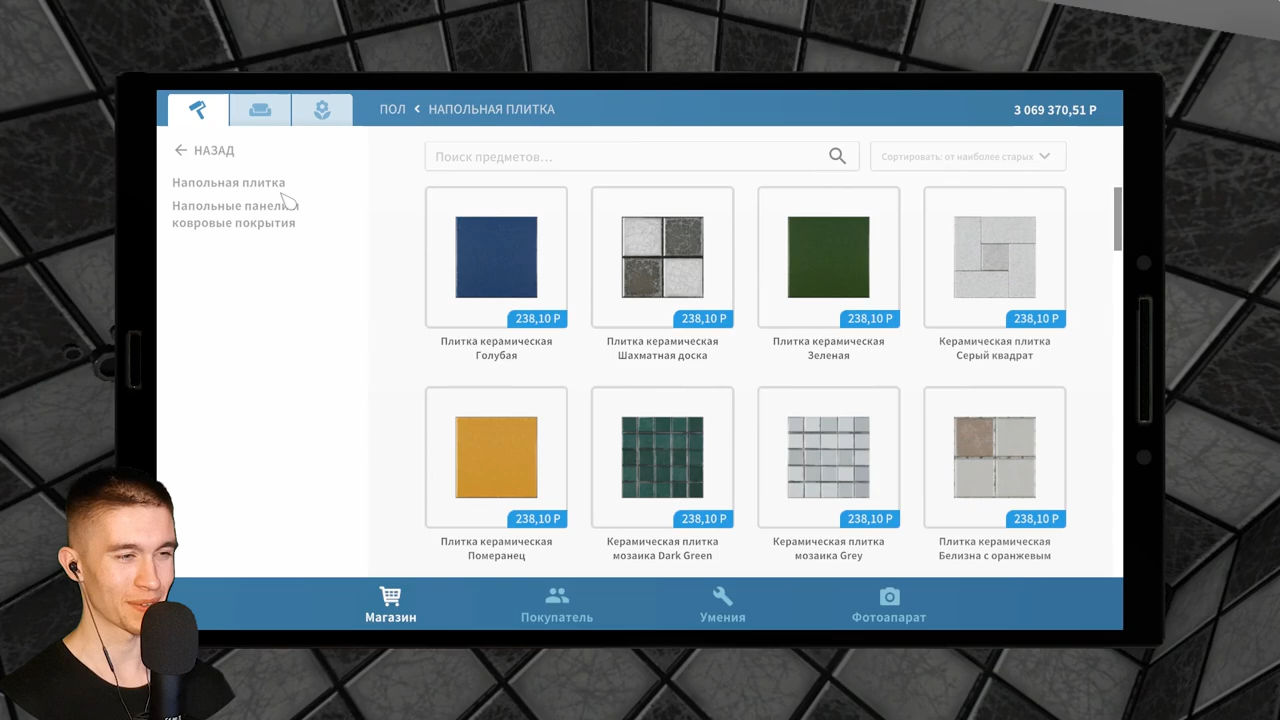 ПОЛ < НАПОЛЬНАЯ ПЛИТКА
3 069 370,51 Р
НАЗАД
Напольная плитка
Напольные панели
ковровые покрытия
Поиск предметов...
Сортировать: от наиболее старых
238,10 Р
238,10 Р
238,10 Р
238,10 Р
Плитка керамическая
Голубая
Плитка керамическая
Шахматная доска
Плитка керамическая
Зеленая
Керамическая плитка
Серый квадрат
238,10 Р
238,10 Р
238,10 Р
238,10 Р
Плитка керамическая
Померанец
Керамическая плитка
мозаика Dark Green
Керамическая плитка
мозаика Grey
Плитка керамическая
Белизна с оранжевым
Магазин
Покупатель
Умения
Фотоаппарат